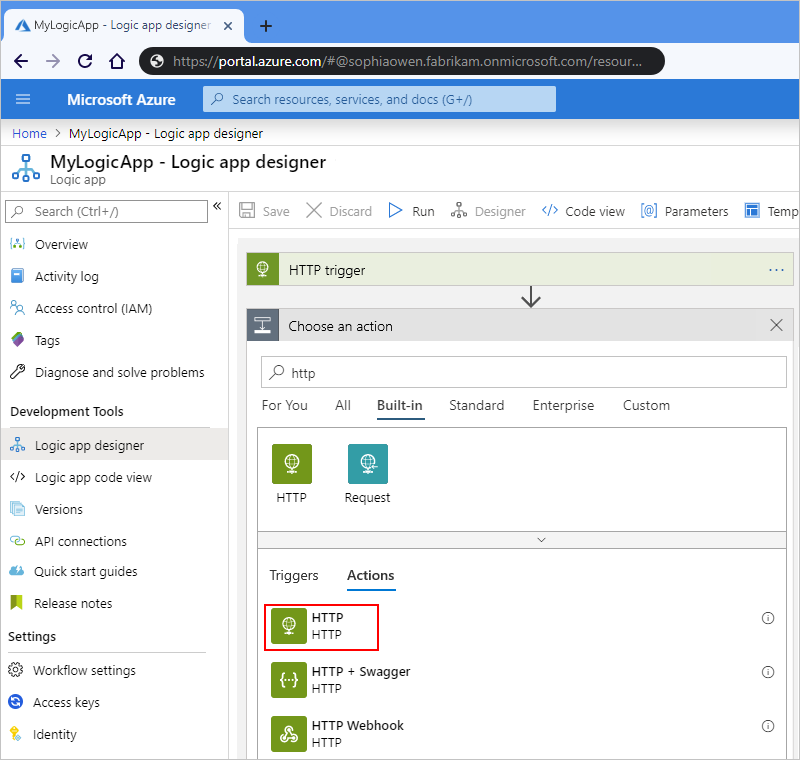 MyLogicApp - Logic app designer
https://portal.azure.com/#@sophiaowen.fabrikam.onmicrosoft.com/resour...
Microsoft Azure
Search resources, services, and docs (G+/)
Home > MyLogicApp - Logic app designer
MyLogicApp - Logic app designer
Logic app
Search (Ctrl+/)
«
Overview
Activity log
Access control (IAM)
Tags
Diagnose and solve problems
Development Tools
Logic app designer
Logic app code view
Versions
API connections
Quick start guides
Release notes
Settings
Workflow settings
Access keys
Identity
Save Discard Run Designer Code view Parameters Temp
HTTP trigger
Choose an action
http
For You All Built-in Standard Enterprise Custom
HTTP Request
Triggers Actions
HTTP
HTTP
HTTP + Swagger
HTTP
HTTP Webhook
HTTP